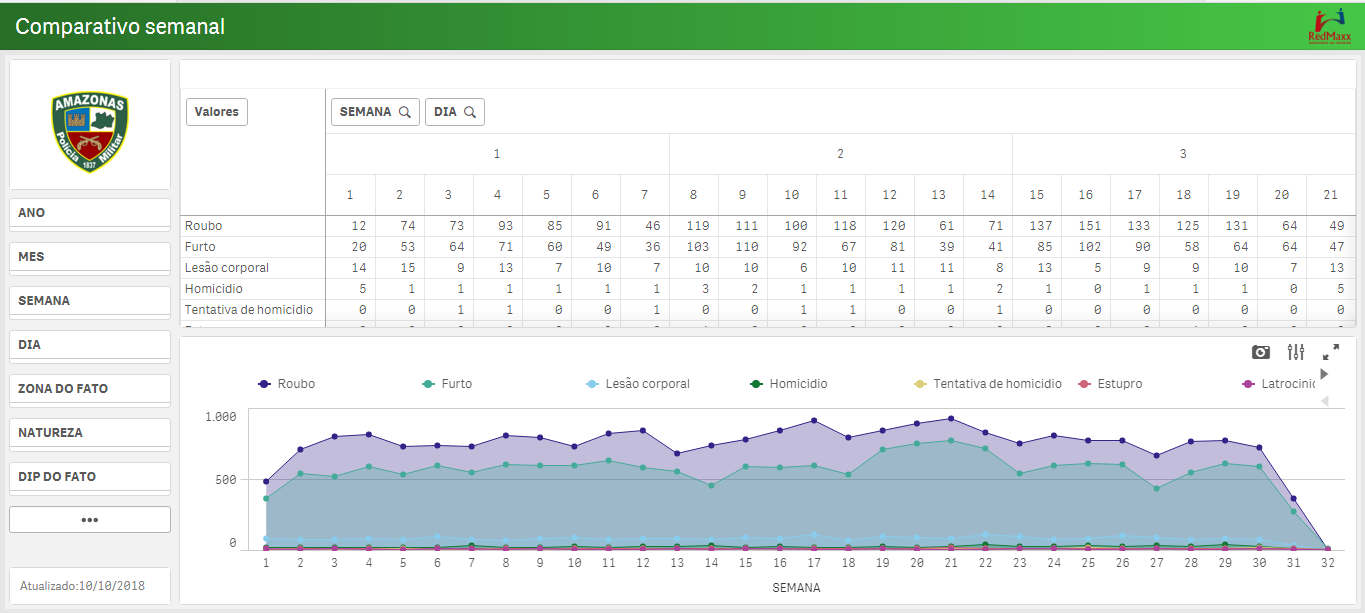 Comparativo semanal
RedMaxx
AMAZONAS
Polícia Militar
1837
ANO
MES
SEMANA
DIA
ZONA DO FATO
NATUREZA
DIP DO FATO
•••
Atualizado:10/10/2018
Valores SEMANA DIA
1 2 3
1 2 3 4 5 6 7 8 9 10 11 12 13 14 15 16 17 18 19 20 21
Roubo 12 74 73 93 85 91 46 119 111 100 118 120 61 71 137 151 133 125 131 64 49
Furto 20 53 64 71 60 49 36 103 110 92 67 81 39 41 85 102 90 58 64 64 47
Lesão corporal 14 15 9 13 7 10 7 10 10 6 10 11 11 8 13 5 9 9 10 7 13
Homicidio 5 1 1 1 1 1 1 3 2 1 1 1 1 2 1 0 1 1 1 0 5
Tentativa de homicidio 0 0 1 1 0 0 1 0 0 1 1 0 0 1 0 0 0 0 0 0 0
Roubo Furto Lesão corporal Homicidio Tentativa de homicidio Estupro Latrocinic
1.000
500
0
1 2 3 4 5 6 7 8 9 10 11 12 13 14 15 16 17 18 19 20 21 22 23 24 25 26 27 28 29 30 31 32
SEMANA